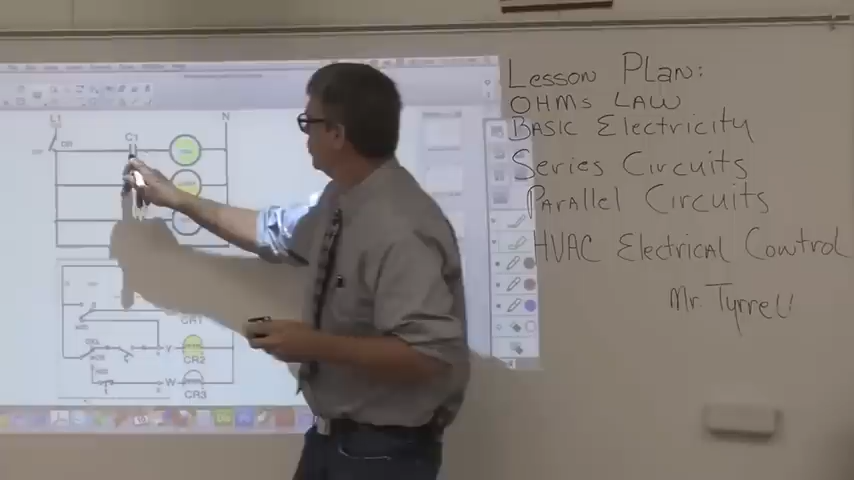 L1
N
C1
CR1
Y
CR2
W
CR3
Lesson Plan:
OHMs LAW
BASIC Electricity
Series Circuits
Parallel Circuits
HVAC Electrical Control
Mr. Tyrrell